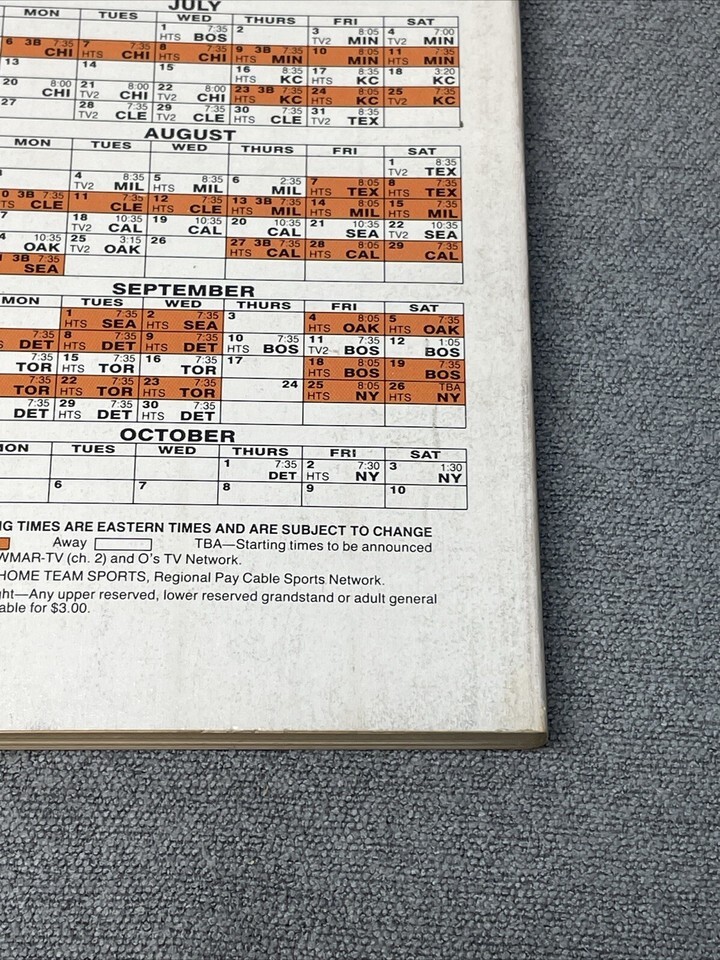 JULY
MON TUES WED THURS FRI SAT
1 7:35 2 3 8:05 4 7:00
HTS BOS TV2 MIN TV2 MIN
6 3B 7:35 7 7:35 8 7:35 9 3B 7:35 10 8:05 11 7:35
CHI HTS CHI HTS CHI HTS MIN MIN HTS MIN
13 14 15 16 8:35 17 8:35 18 3:20
HTS KC HTS KC KC
20 8:00 21 8:00 22 8:00 23 3B 7:35 24 8:05 25 7:35
CHI TV2 CHI TV2 CHI HTS KC HTS KC TV2 KC
27 28 7:35 29 7:35 30 7:35 31 8:35
TV2 CLE TV2 CLE HTS CLE TV2 TEX
AUGUST
MON TUES WED THURS FRI SAT
1 8:35
TV2 TEX
4 8:35 5 8:35 6 2:35 7 8:05 8 7:35
TV2 MIL HTS MIL MIL HTS TEX HTS TEX
0 3B 7:35 11 7:35 12 7:35 13 3B 7:35 14 8:05 15 7:35
TS CLE CLE HTS CLE HTS MIL HTS MIL HTS MIL
7 18 10:35 19 10:35 20 10:35 21 10:35 22 10:35
TV2 CAL CAL CAL SEA TV2 SEA
4 10:35 25 3:15 26 27 3B 7:35 28 8:05 29 7:35
OAK TV2 OAK HTS CAL HTS CAL CAL
1 3B 7:35
SEA
SEPTEMBER
MON TUES WED THURS FRI SAT
1 7:35 2 7:35 3 4 8:05 5 7:35
HTS SEA HTS SEA HTS OAK HTS OAK
7:35 8 7:35 9 7:35 10 7:35 11 7:35 12 1:05
S DET HTS DET HTS DET HTS BOS TV2 BOS BOS
7:35 15 7:35 16 7:35 17 18 8:05 19 7:35
TOR HTS TOR TOR HTS BOS BOS
7:35 22 7:35 23 7:35 24 25 8:05 26 TBA
TOR HTS TOR HTS TOR HTS NY HTS NY
7:35 29 7:35 30 7:35
DET HTS DET HTS DET
OCTOBER
MON TUES WED THURS FRI SAT
1 7:35 2 7:30 3 1:30
DET HTS NY NY
6 7 8 9 10
NG TIMES ARE EASTERN TIMES AND ARE SUBJECT TO CHANGE
Away TBA—Starting times to be announced
WMAR-TV (ch. 2) and O's TV Network.
HOME TEAM SPORTS, Regional Pay Cable Sports Network.
ht—Any upper reserved, lower reserved grandstand or adult general
able for $3.00.